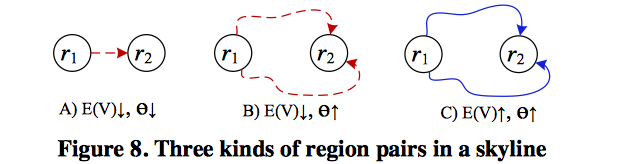 r1 r2 r1 r2 r1 r2
A) E(V)↓, ɵ↓ B) E(V)↓, ɵ↑ C) E(V)↑, ɵ↑
Figure 8. Three kinds of region pairs in a skyline